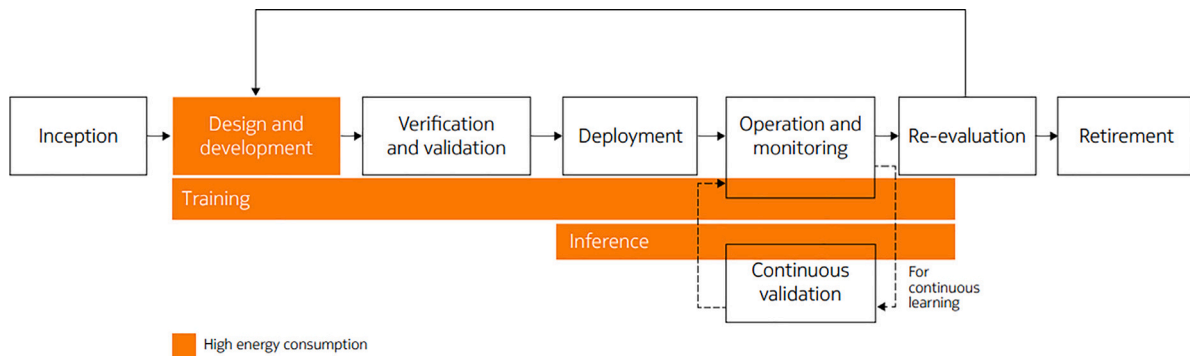 Inception
Design and
development
Verification
and validation
Deployment
Operation and
monitoring
Re-evaluation
Retirement
Training
Inference
Continuous
validation
For
continuous
learning
High energy consumption